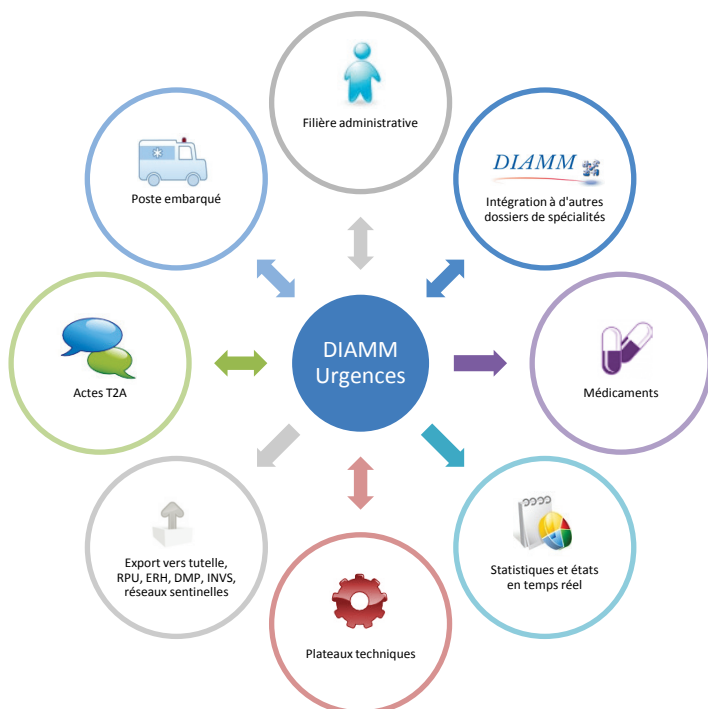 Filière administrative
Poste embarqué
DIAMM
Intégration à d'autres
dossiers de spécialités
DIAMM
Urgences
Actes T2A
Médicaments
Export vers tutelle,
RPU, ERH, DMP, INVS,
réseaux sentinelles
Statistiques et états
en temps réel
Plateaux techniques